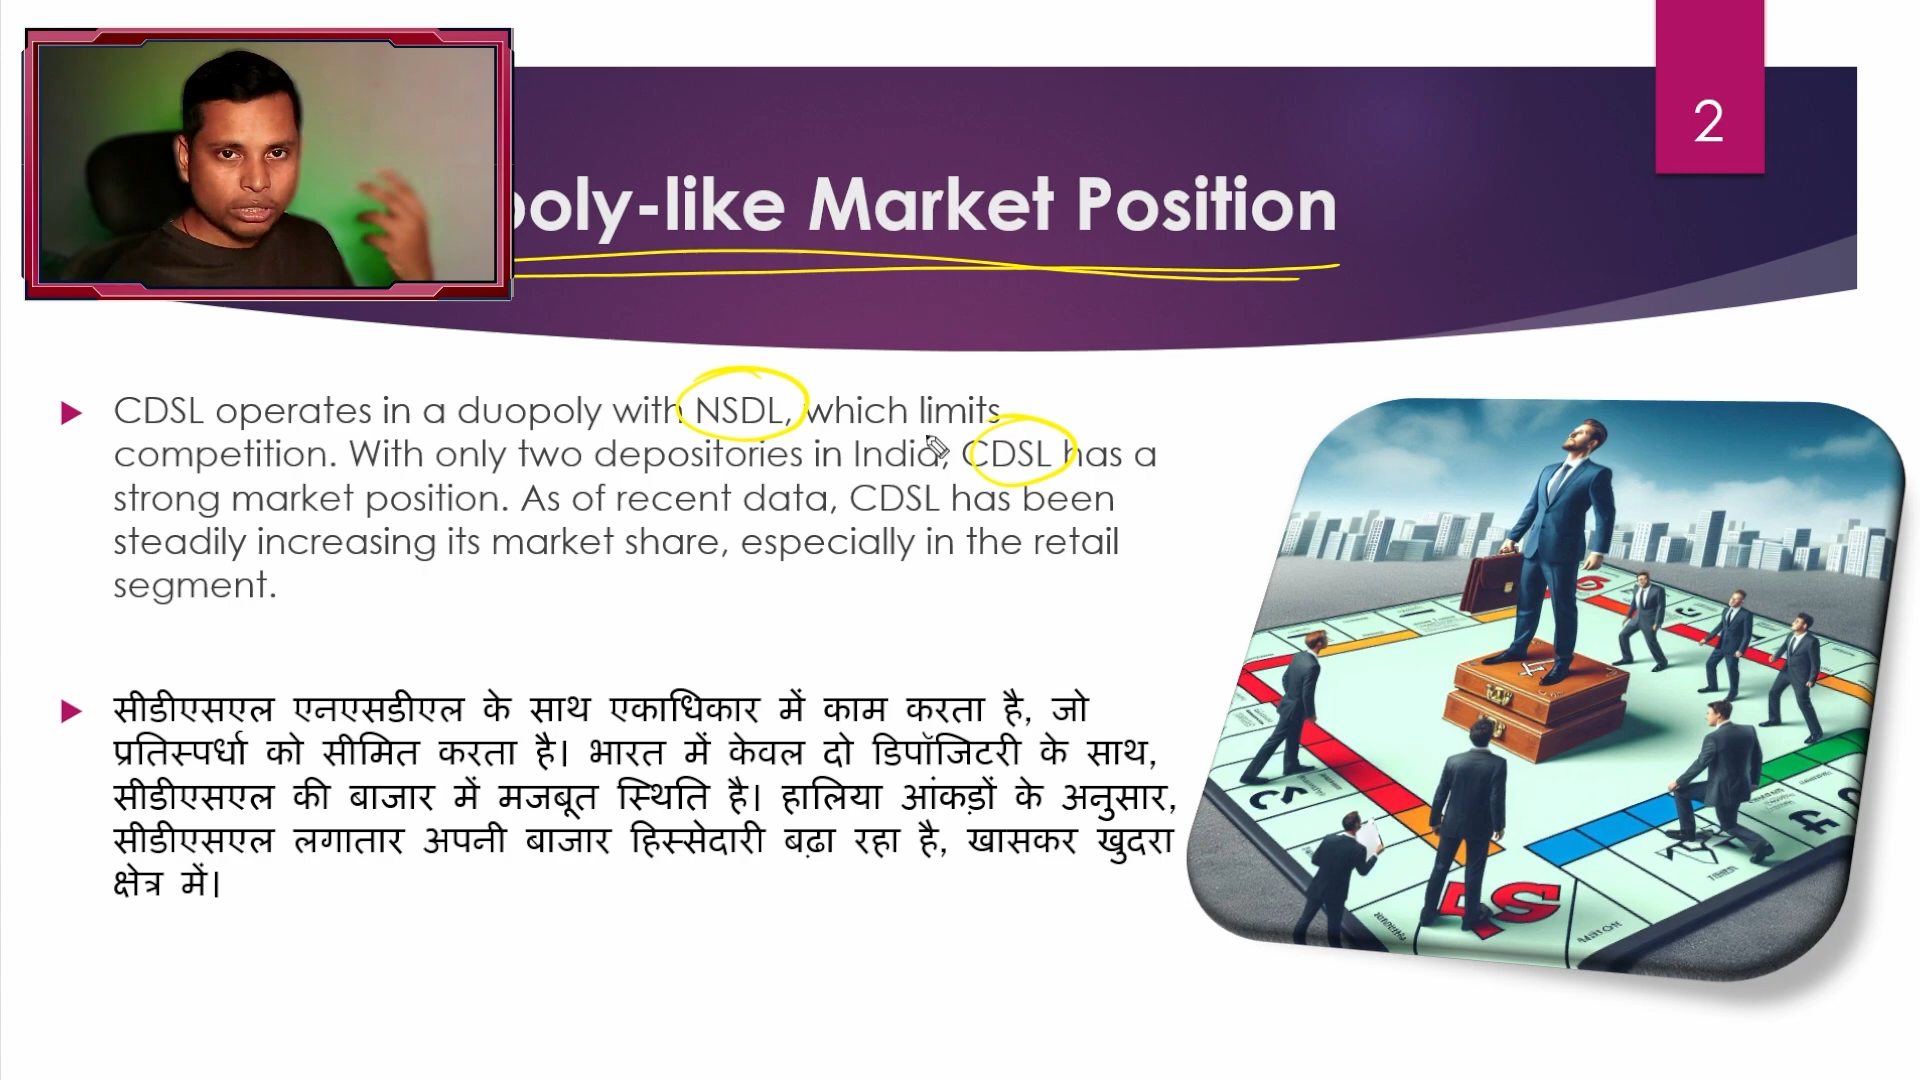 2
poly-like Market Position
CDSL operates in a duopoly with NSDL, which limits
competition. With only two depositories in India, CDSL has a
strong market position. As of recent data, CDSL has been
steadily increasing its market share, especially in the retail
segment.
सीडीएसएल एनएसडीएल के साथ एकाधिकार में काम करता है, जो
प्रतिस्पर्धा को सीमित करता है। भारत में केवल दो डिपॉजिटरी के साथ,
सीडीएसएल की बाजार में मजबूत स्थिति है। हालिया आंकड़ों के अनुसार,
सीडीएसएल लगातार अपनी बाजार हिस्सेदारी बढ़ा रहा है, खासकर खुदरा
क्षेत्र में।